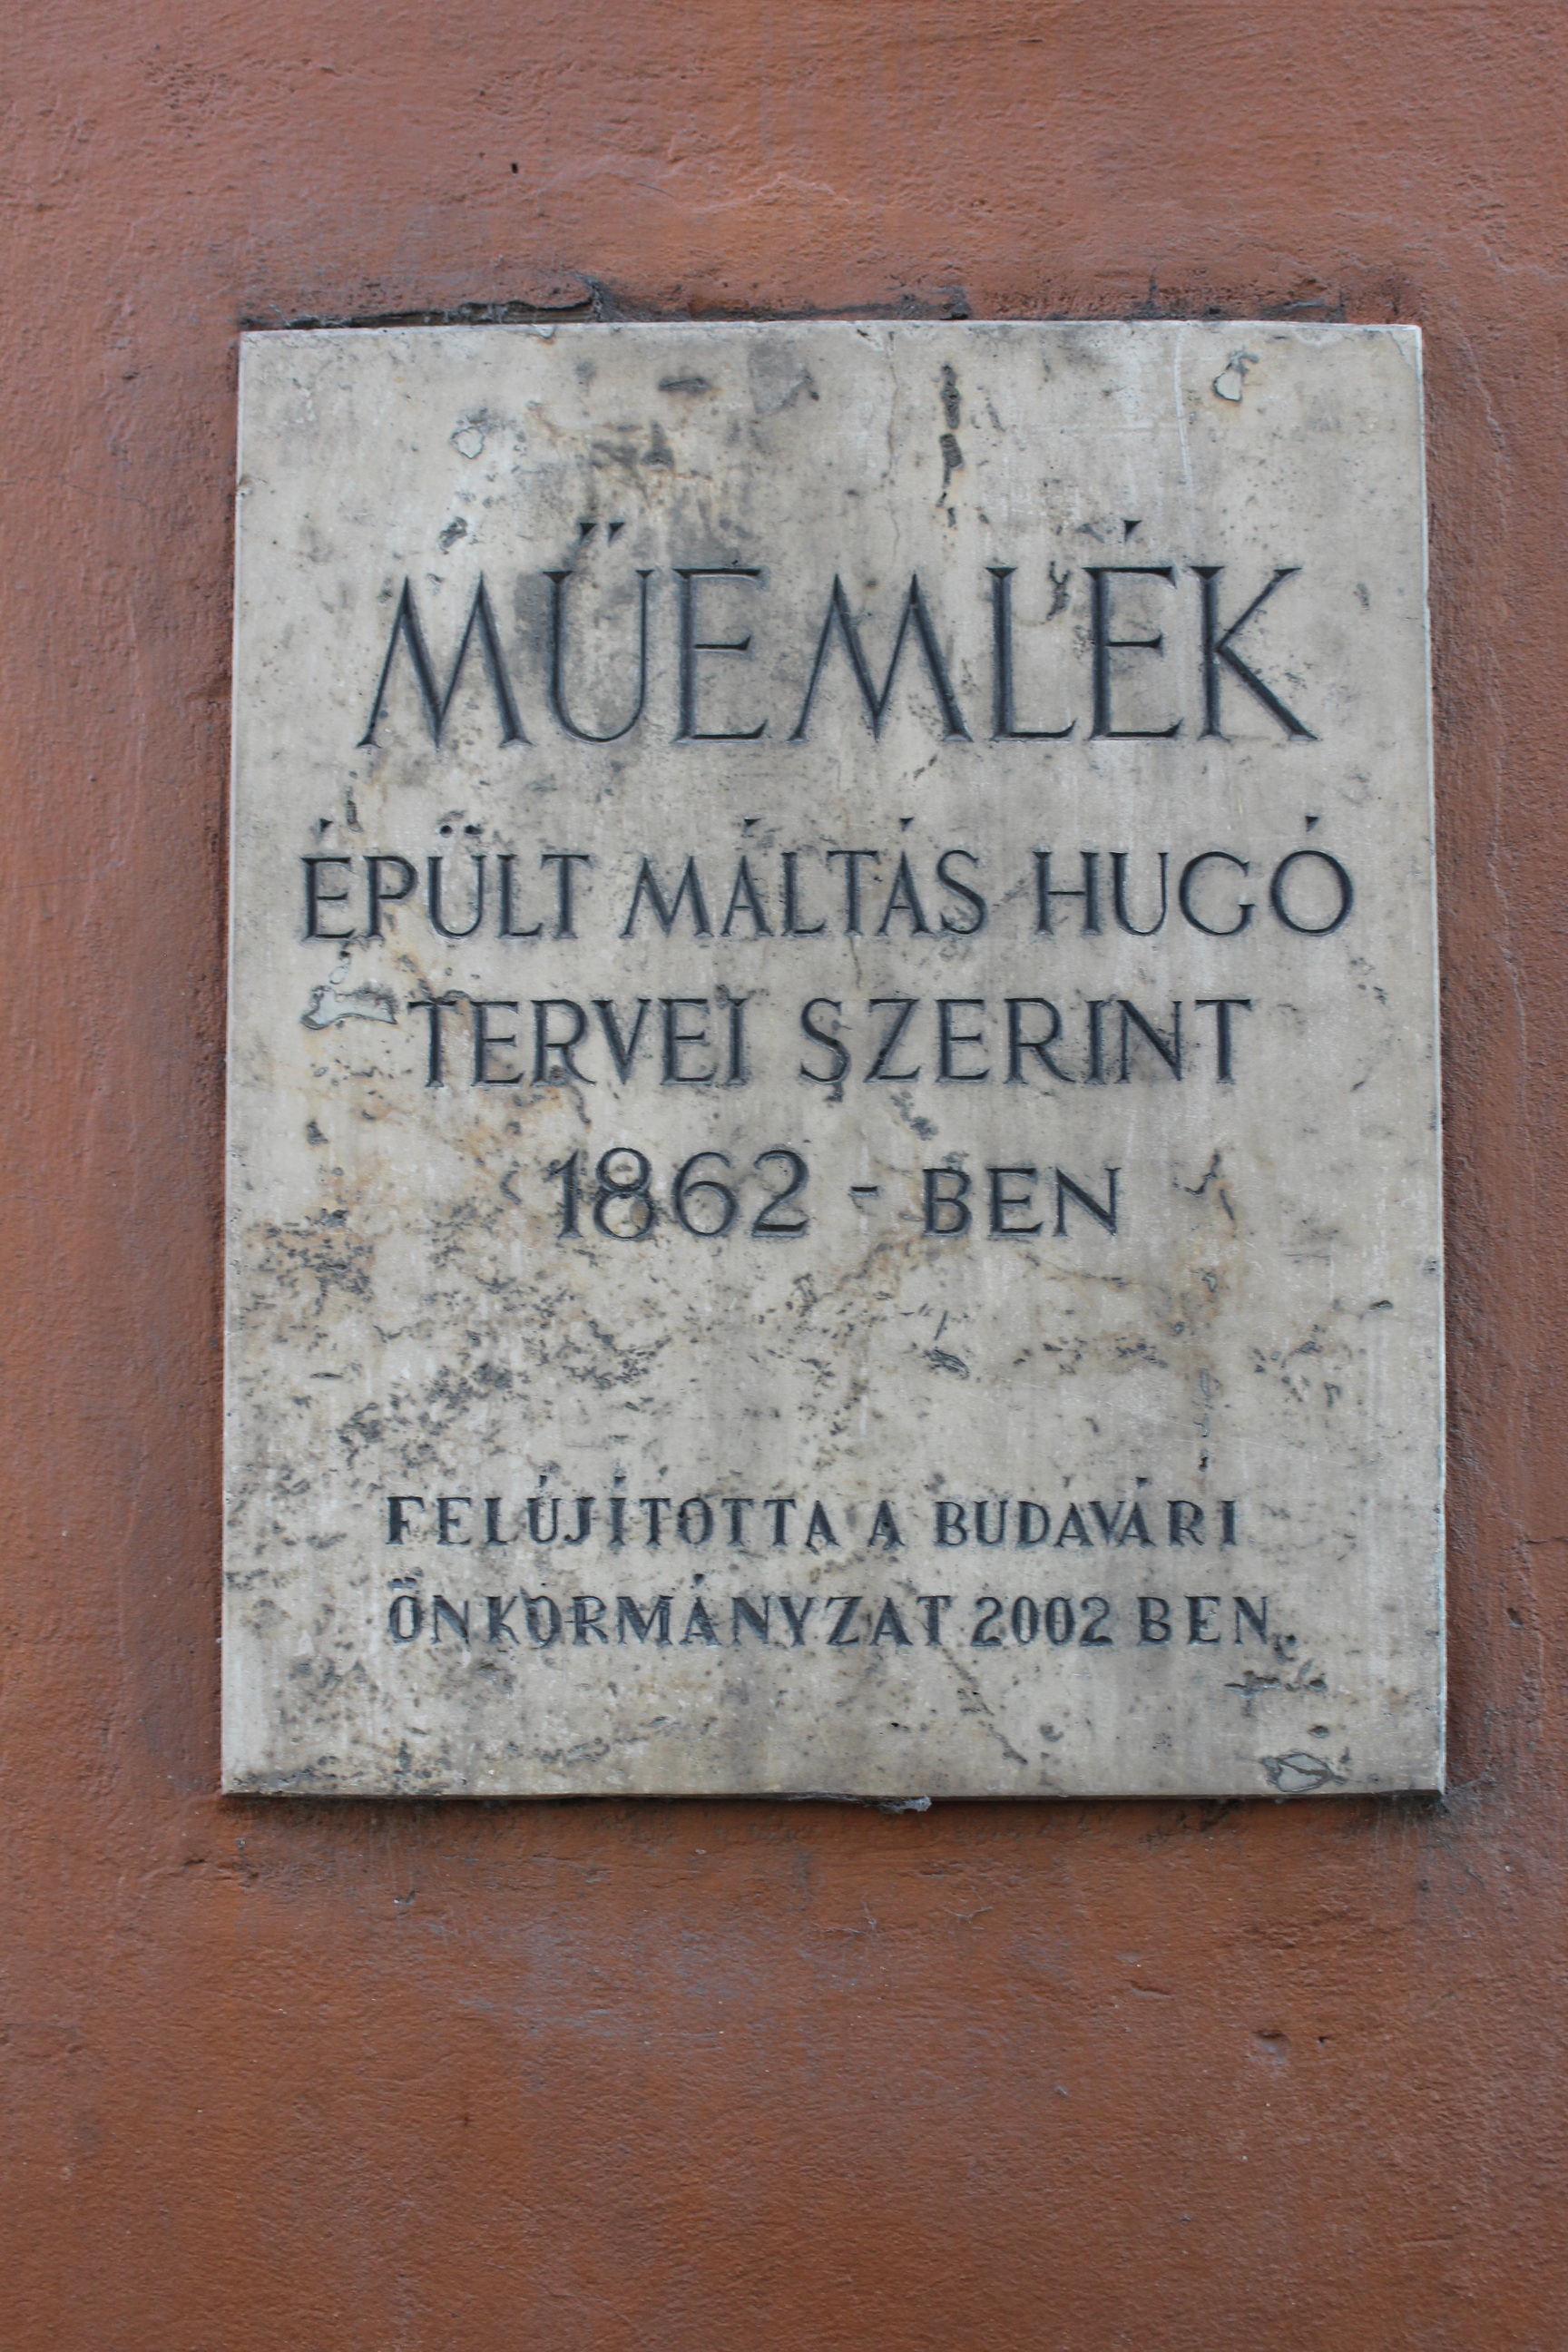 MŰEMLÉK
ÉPÜLT MÁLTÁS HUGÓ
TERVEI SZERINT
1862 - BEN
FELÚJÍTOTTA A BUDAVÁRI
ÖNKORMÁNYZAT 2002 BEN.